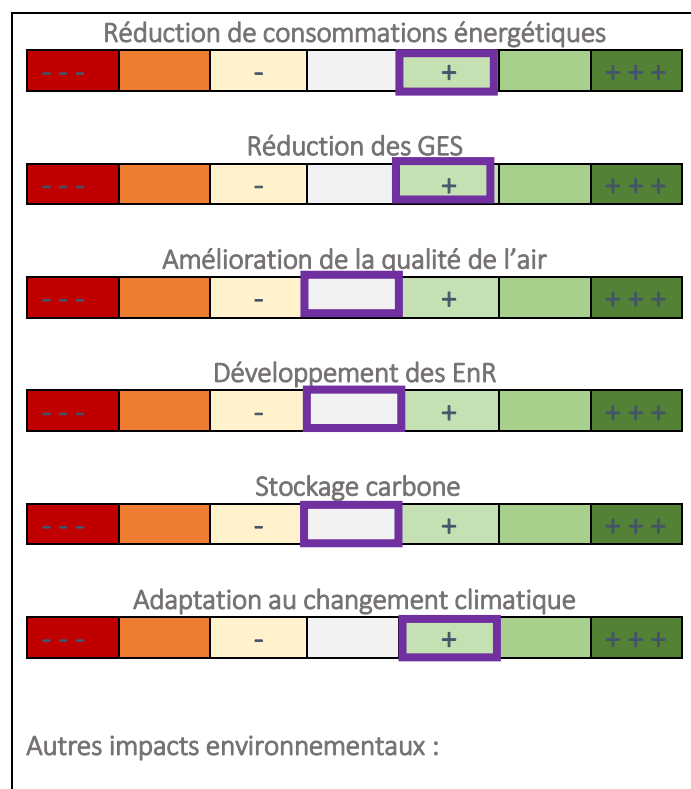 Réduction de consommations énergétiques
- - - - + + + +
Réduction des GES
- - - - + + + +
Amélioration de la qualité de l’air
- - - - + + + +
Développement des EnR
- - - - + + + +
Stockage carbone
- - - - + + + +
Adaptation au changement climatique
- - - - + + + +
Autres impacts environnementaux :